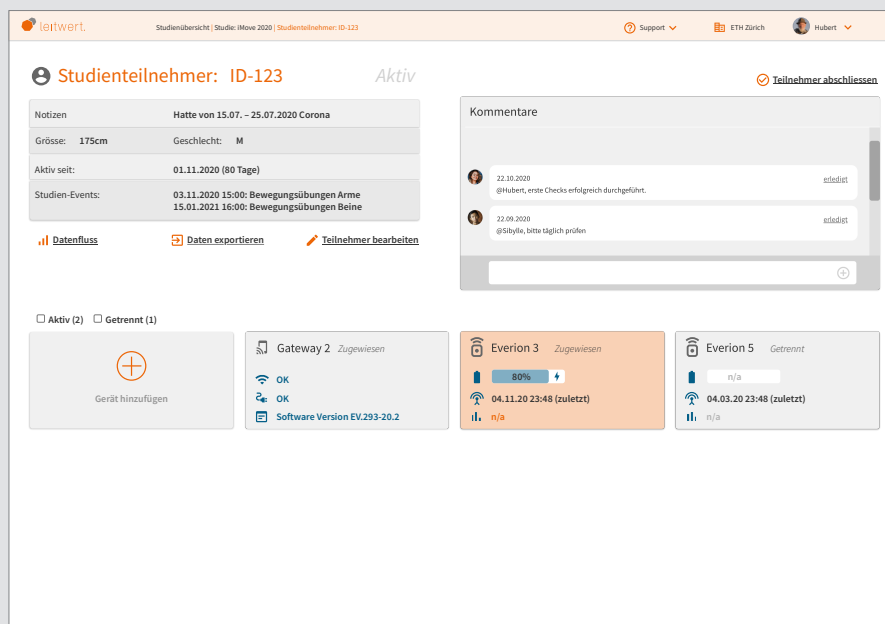 leitwert.
Studienübersicht | Studie: iMove 2020 | Studienteilnehmer: ID-123
Support
ETH Zürich
Hubert
Studienteilnehmer: ID-123
Aktiv
Teilnehmer abschliessen
Notizen
Hatte von 15.07. – 25.07.2020 Corona
Grösse: 175cm
Geschlecht: M
Aktiv seit:
01.11.2020 (80 Tage)
Studien-Events:
03.11.2020 15:00: Bewegungsübungen Arme
15.01.2021 16:00: Bewegungsübungen Beine
Datenfluss
Daten exportieren
Teilnehmer bearbeiten
Kommentare
22.10.2020
erledigt
@Hubert, erste Checks erfolgreich durchgeführt.
22.09.2020
erledigt
@Sibylle, bitte täglich prüfen
Aktiv (2)
Getrennt (1)
Gerät hinzufügen
Gateway 2 Zugewiesen
OK
OK
Software Version EV.293-20.2
Everion 3 Zugewiesen
80%
04.11.20 23:48 (zuletzt)
n/a
Everion 5 Getrennt
n/a
04.03.20 23:48 (zuletzt)
n/a